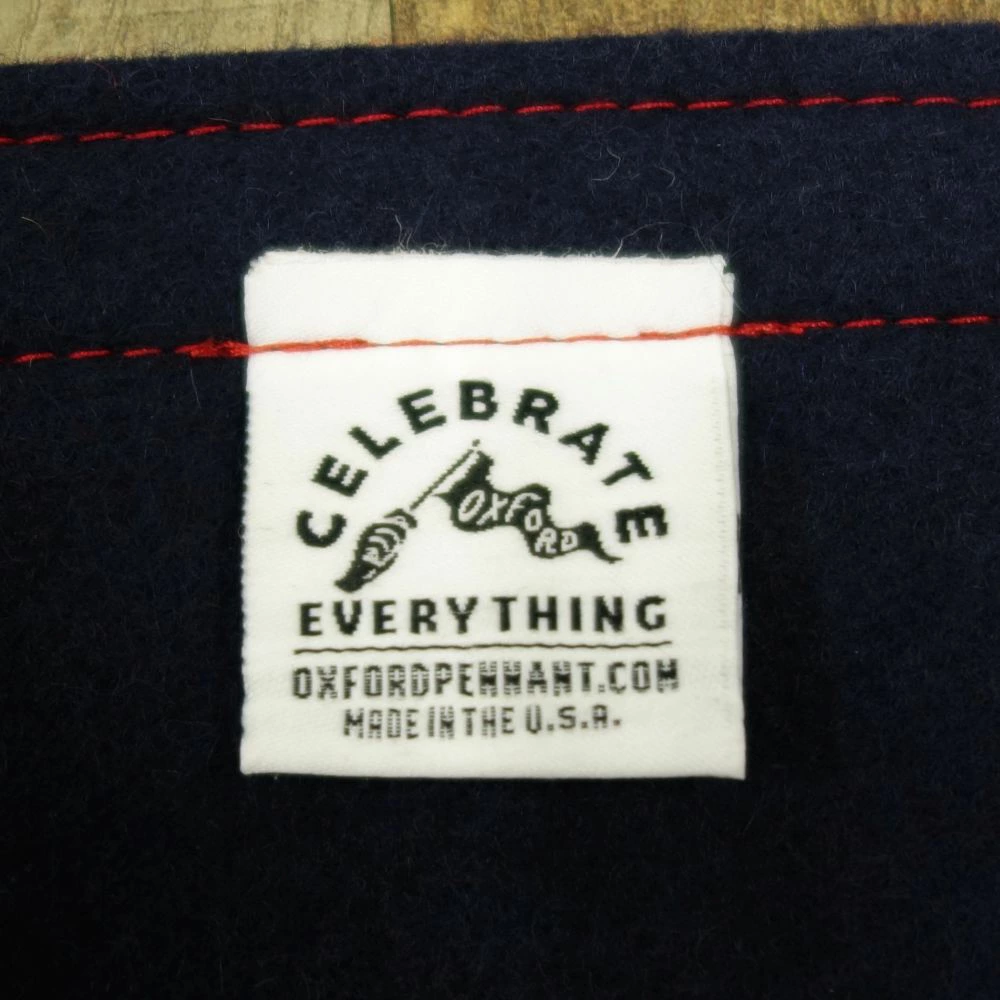 CELEBRATE
OXFORD
EVERYTHING
OXFORDPENNANT.COM
MADE IN THE U.S.A.